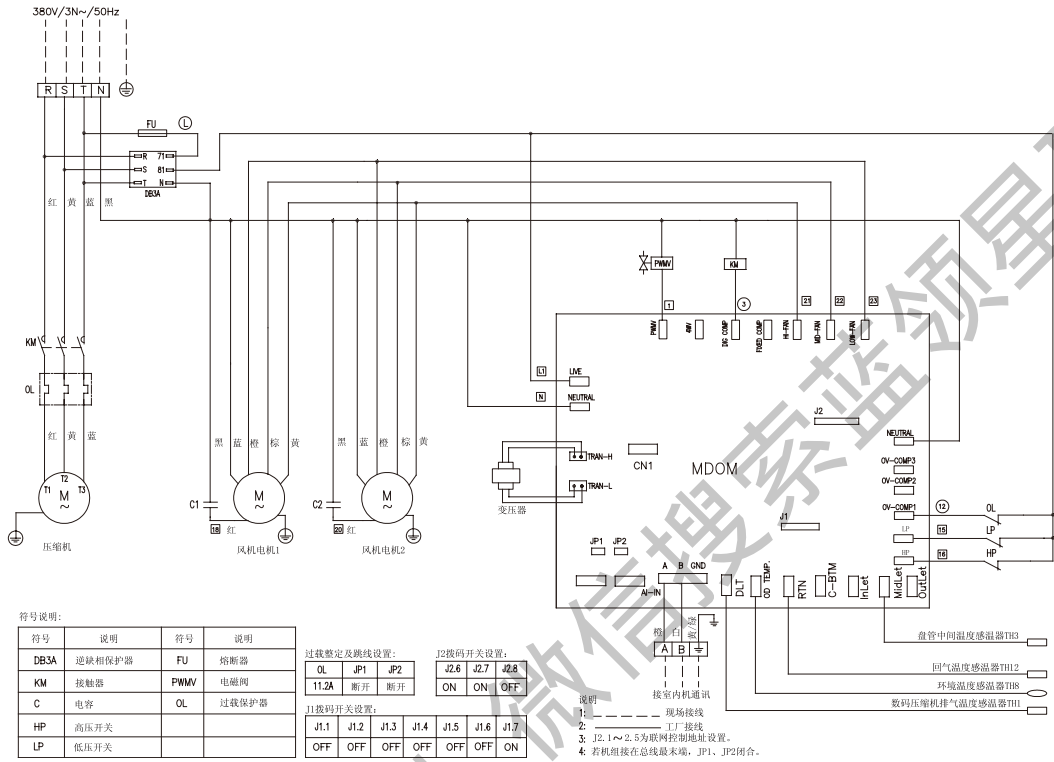 380V/3N~/50Hz
R S T N
FU L
R 71
S 81
T N
DB3A
红 黄 蓝 黑
PWMV KM
1 3 21 22 23
PWMV 4WV DIG COMP FIXED COMP HI-FAN MID-FAN LOW-FAN
KM
OL
L1 LIVE
N NEUTRAL
J2
NEUTRAL
红 黄 蓝
黑 蓝 橙 棕 黄
黑 蓝 橙 棕 黄
TRAN-H
CN1
MDOM
OV-COMP3
OV-COMP2
TRAN-L
变压器
T1 T2 T3
M
~
C1
M
~
C2
M
~
OV-COMP1 12 OL
LP 15 LP
HP 16 HP
J1
18 红
20 红
压缩机
风机电机1
风机电机2
JP1 JP2
A B GND
AI-IN
DLT
OD TEMP.
RTN
C-BTM
InLet
MidLet
OutLet
橙 白 黄/绿
A B
接室内机通讯
盘管中间温度感温器TH3
回气温度感温器TH12
环境温度感温器TH8
数码压缩机排气温度感温器TH1
符号说明:
符号 说明 符号 说明
DB3A 逆缺相保护器 FU 熔断器
KM 接触器 PWMV 电磁阀
C 电容 OL 过载保护器
HP 高压开关
LP 低压开关
过载整定及跳线设置:
OL JP1 JP2
11.2A 断开 断开
J2拨码开关设置:
J2.6 J2.7 J2.8
ON ON OFF
J1拨码开关设置:
J1.1 J1.2 J1.3 J1.4 J1.5 J1.6 J1.7
OFF OFF OFF OFF OFF OFF ON
说明
1: 现场接线
2: 工厂接线
3: J2.1~2.5为联网控制地址设置。
4: 若机组接在总线最末端,JP1、JP2闭合。
微信搜索蓝领星